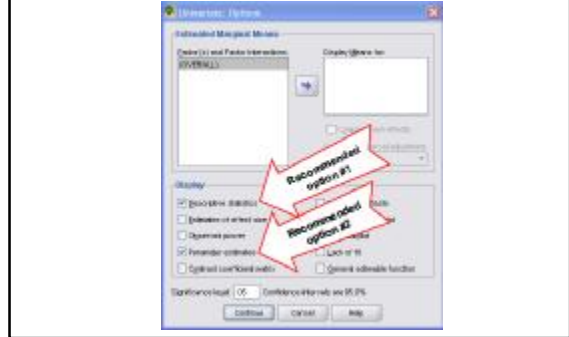 Univariate: Options
Estimated Marginal Means
Factor(s) and Factor Interactions:
(OVERALL)
Display Means for:
Recommended
option #1
Display
Descriptive statistics
Recommended
option #2
Estimates of effect size
Observed power
Parameter estimates
Lack of fit
Contrast coefficient matrix
General estimable function
Significance level: .05 Confidence intervals are 95.0%
Continue Cancel Help